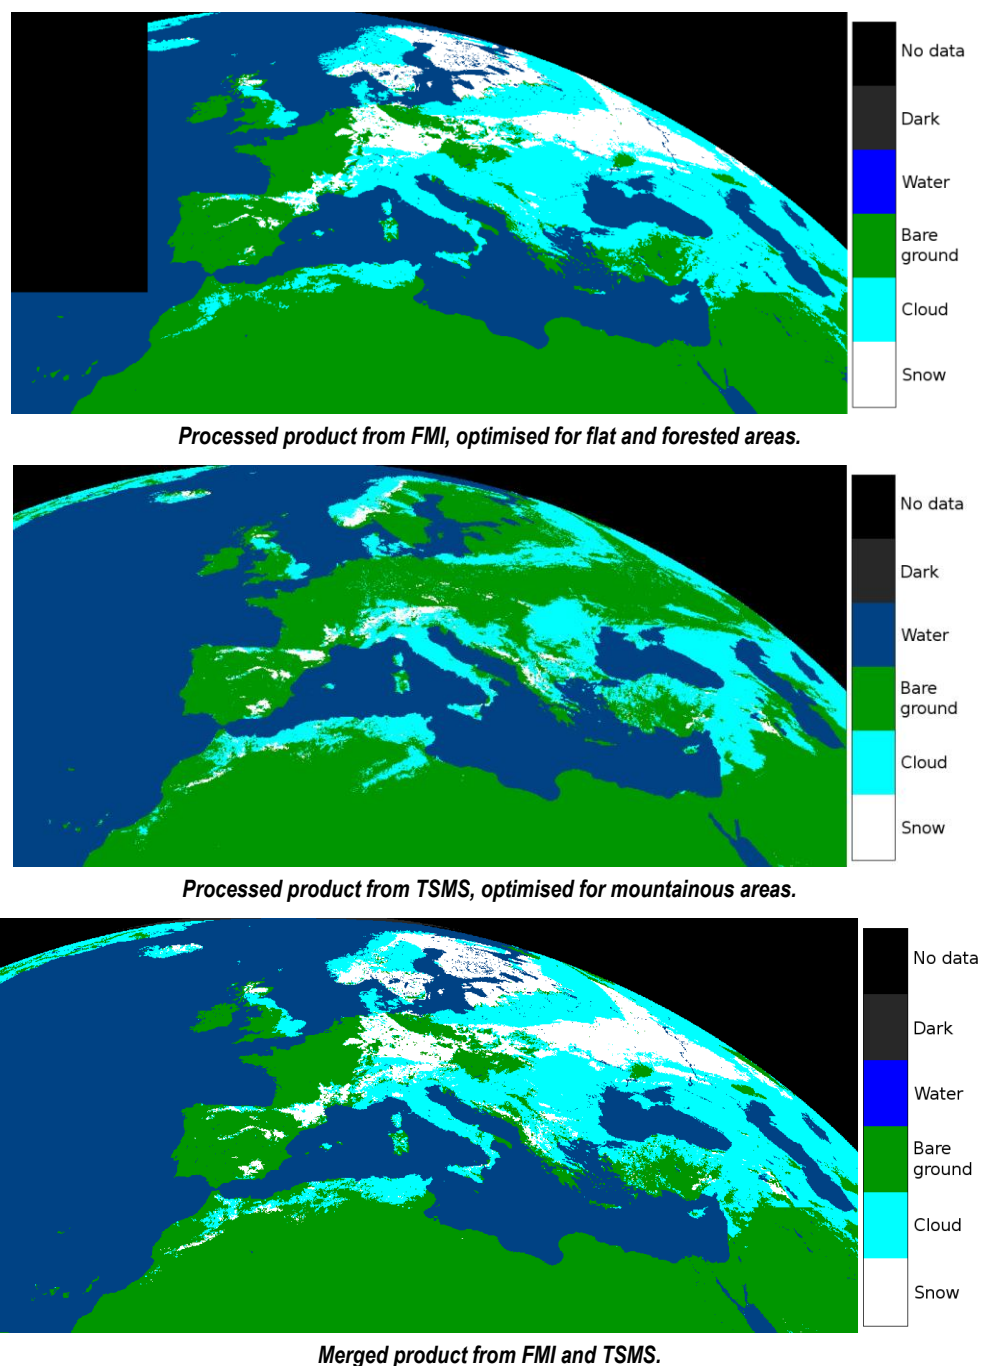 No data
Dark
Water
Bare
ground
Cloud
Snow
Processed product from FMI, optimised for flat and forested areas.
No data
Dark
Water
Bare
ground
Cloud
Snow
Processed product from TSMS, optimised for mountainous areas.
No data
Dark
Water
Bare
ground
Cloud
Snow
Merged product from FMI and TSMS.